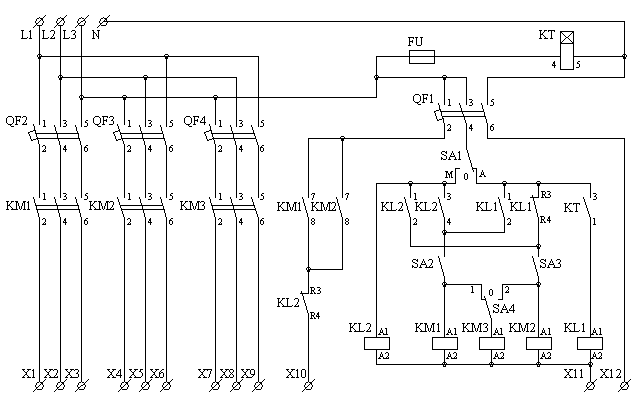 L1 L2 L3 N
FU KT
4 5
QF1 1 3 5
2 4 6
QF2 1 3 5 QF3 1 3 5 QF4 1 3 5
2 4 6 2 4 6 2 4 6
SA1
M 0 A
KM1 1 3 5 KM2 1 3 5 KM3 1 3 5
2 4 6 2 4 6 2 4 6
KM1 7 KM2 7
8 8
KL2 1 KL2 3 KL1 1 KL1 R3 KT 3
2 4 2 R4 1
SA2 SA3
1 0 2
SA4
KL2 R3
R4
KL2 A1 KM1 A1 KM3 A1 KM2 A1 KL1 A1
A2 A2 A2 A2 A2
X1 X2 X3 X4 X5 X6 X7 X8 X9 X10 X11 X12